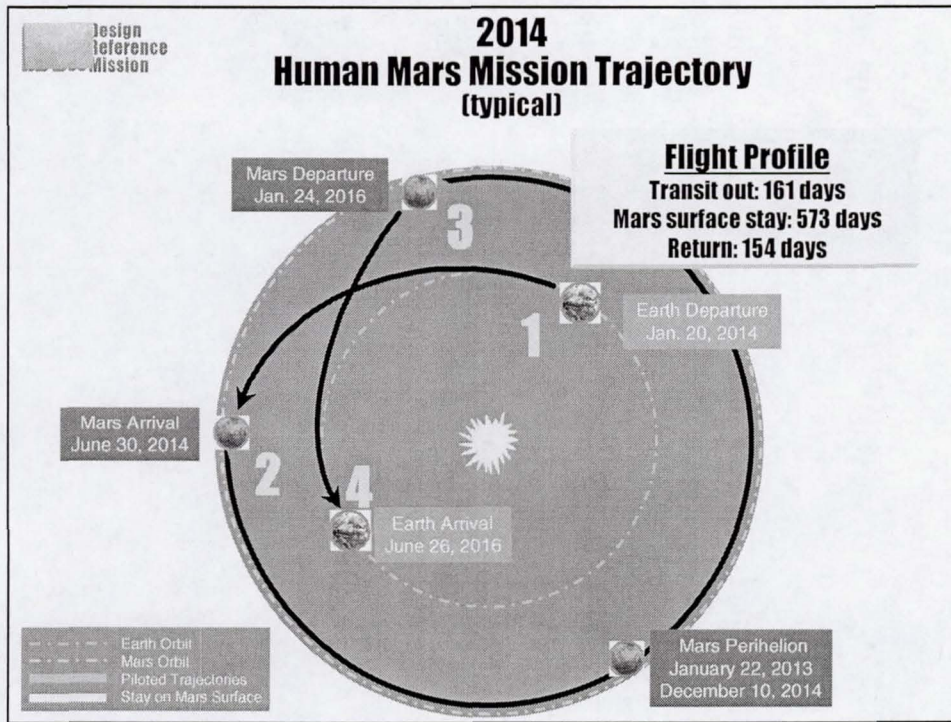 Design
Reference
Mission
2014
Human Mars Mission Trajectory
(typical)
Flight Profile
Transit out: 161 days
Mars surface stay: 573 days
Return: 154 days
Mars Departure
Jan. 24, 2016
3
1
Earth Departure
Jan. 20, 2014
Mars Arrival
June 30, 2014
2
4
Earth Arrival
June 26, 2016
Earth Orbit
Mars Orbit
Piloted Trajectories
Stay on Mars Surface
Mars Perihelion
January 22, 2013
December 10, 2014